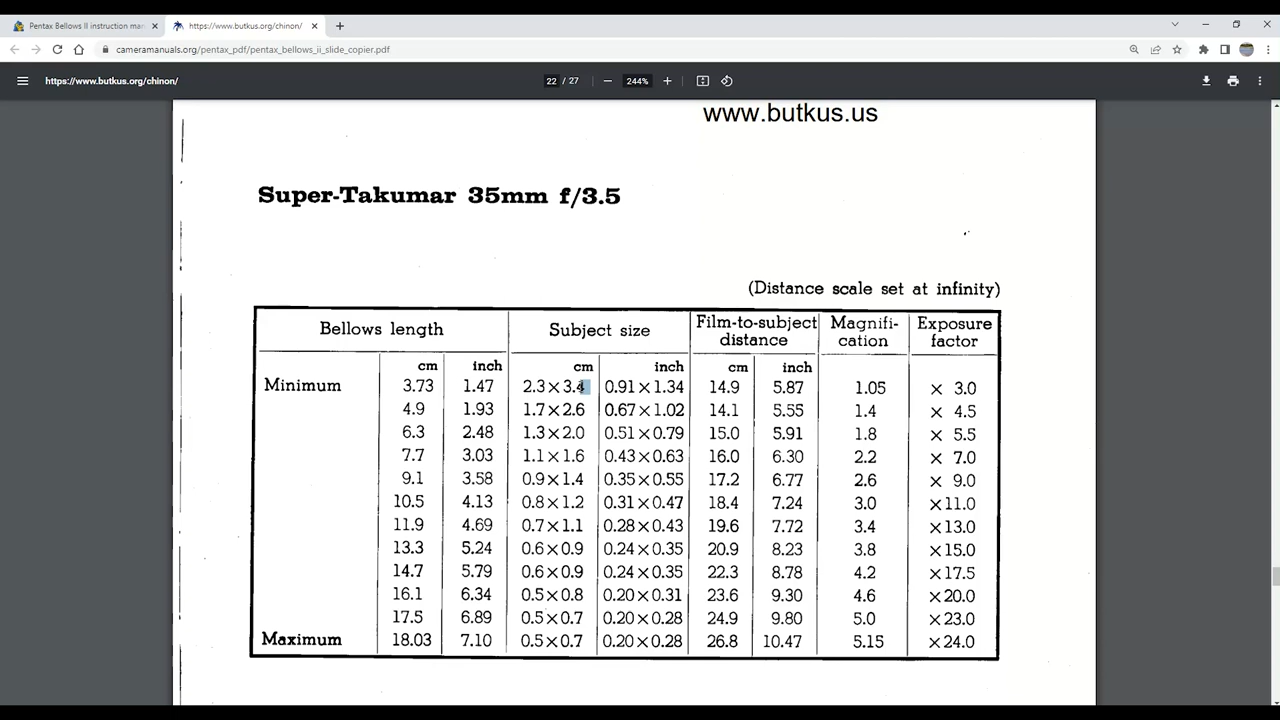 Pentax Bellows II instruction mar
https://www.butkus.org/chinon/
cameramanuals.org/pentax_pdf/pentax_bellows_ii_slide_copier.pdf
https://www.butkus.org/chinon/
22 / 27
244%
www.butkus.us
Super-Takumar 35mm f/3.5
(Distance scale set at infinity)
Bellows length Subject size Film-to-subject distance Magnifi-cation Exposure factor
cm inch cm inch cm inch
Minimum 3.73 1.47 2.3×3.4 0.91×1.34 14.9 5.87 1.05 × 3.0
4.9 1.93 1.7×2.6 0.67×1.02 14.1 5.55 1.4 × 4.5
6.3 2.48 1.3×2.0 0.51×0.79 15.0 5.91 1.8 × 5.5
7.7 3.03 1.1×1.6 0.43×0.63 16.0 6.30 2.2 × 7.0
9.1 3.58 0.9×1.4 0.35×0.55 17.2 6.77 2.6 × 9.0
10.5 4.13 0.8×1.2 0.31×0.47 18.4 7.24 3.0 ×11.0
11.9 4.69 0.7×1.1 0.28×0.43 19.6 7.72 3.4 ×13.0
13.3 5.24 0.6×0.9 0.24×0.35 20.9 8.23 3.8 ×15.0
14.7 5.79 0.6×0.9 0.24×0.35 22.3 8.78 4.2 ×17.5
16.1 6.34 0.5×0.8 0.20×0.31 23.6 9.30 4.6 ×20.0
17.5 6.89 0.5×0.7 0.20×0.28 24.9 9.80 5.0 ×23.0
Maximum 18.03 7.10 0.5×0.7 0.20×0.28 26.8 10.47 5.15 ×24.0